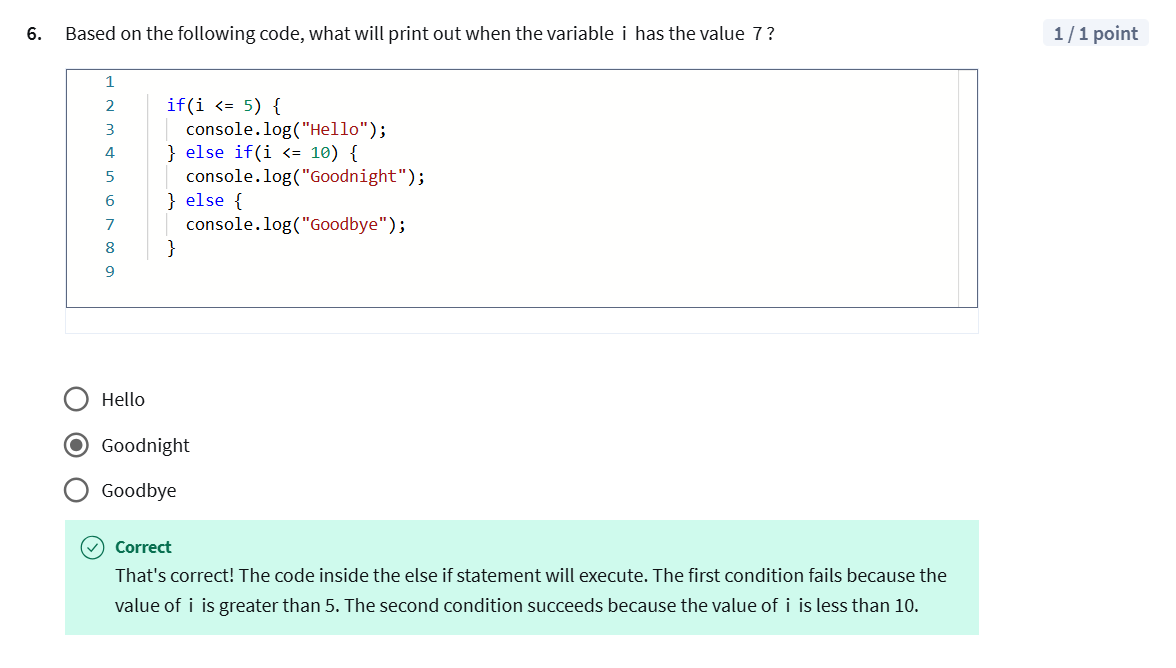 6. Based on the following code, what will print out when the variable i has the value 7?
1 / 1 point
1
2 if(i <= 5) {
3 console.log("Hello");
4 } else if(i <= 10) {
5 console.log("Goodnight");
6 } else {
7 console.log("Goodbye");
8 }
9
Hello
Goodnight
Goodbye
Correct
That's correct! The code inside the else if statement will execute. The first condition fails because the
value of i is greater than 5. The second condition succeeds because the value of i is less than 10.